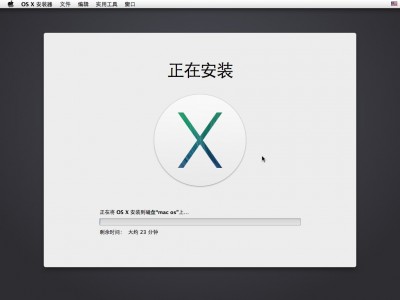 OS X 安装器 文件 编辑 实用工具 窗口
正在安装
X
正在将 OS X 安装到磁盘“mac os”上...
剩余时间： 大约 23 分钟